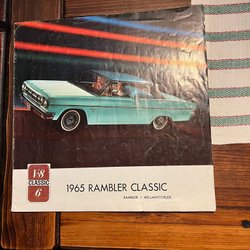 V-8
CLASSIC
6
1965 RAMBLER CLASSIC
RAMBLER I MELLANSTORLEK